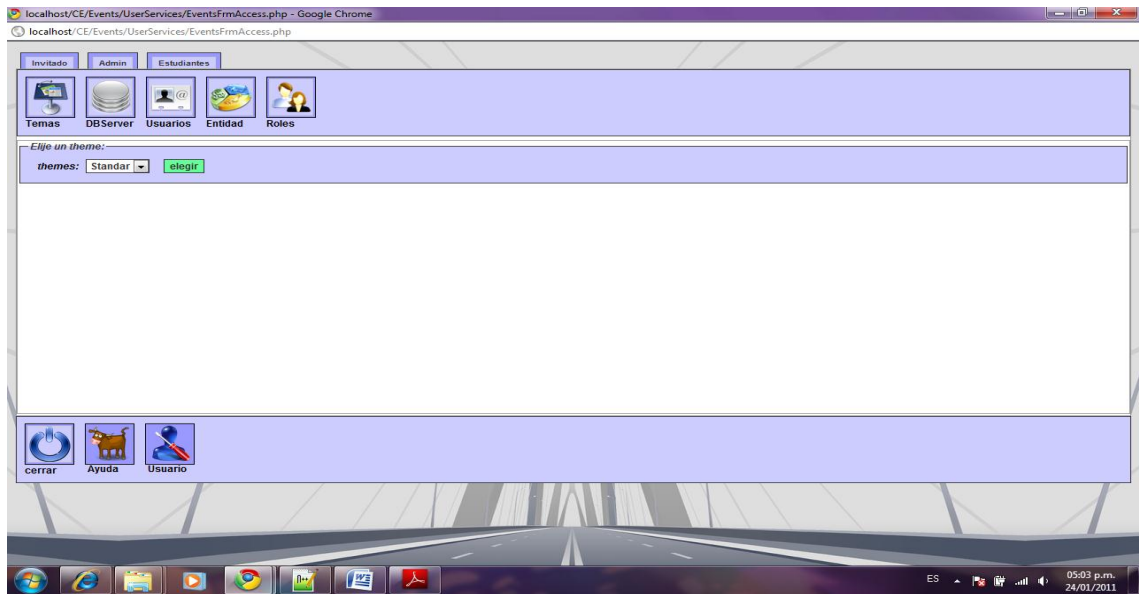 localhost/CE/Events/UserServices/EventsFrmAccess.php - Google Chrome
localhost/CE/Events/UserServices/EventsFrmAccess.php
Invitado Admin Estudiantes
Temas DBServer Usuarios Entidad Roles
Elije un theme:
themes: Standar elegir
cerrar Ayuda Usuario
ES 05:03 p.m.
24/01/2011